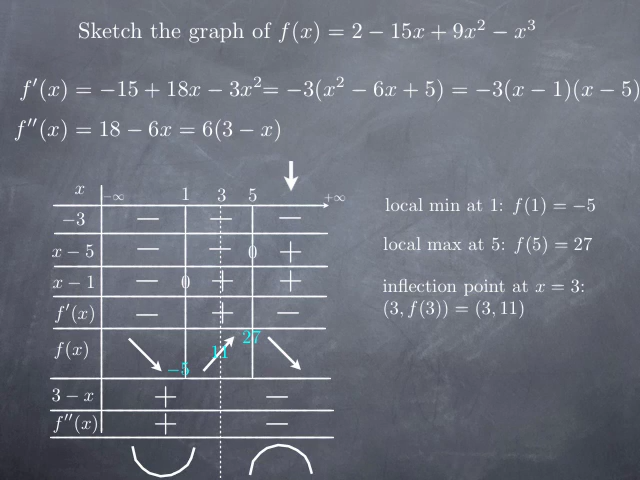 Sketch the graph of f(x) = 2 − 15x + 9x² − x³
f′(x) = −15 + 18x − 3x² = −3(x² − 6x + 5) = −3(x − 1)(x − 5)
f″(x) = 18 − 6x = 6(3 − x)
x −∞ 1 3 5 +∞
−3 − − −
x − 5 − − 0 +
x − 1 − 0 + +
f′(x) − + −
f(x) −5 11 27
3 − x + −
f″(x) + −
local min at 1: f(1) = −5
local max at 5: f(5) = 27
inflection point at x = 3:
(3, f(3)) = (3, 11)